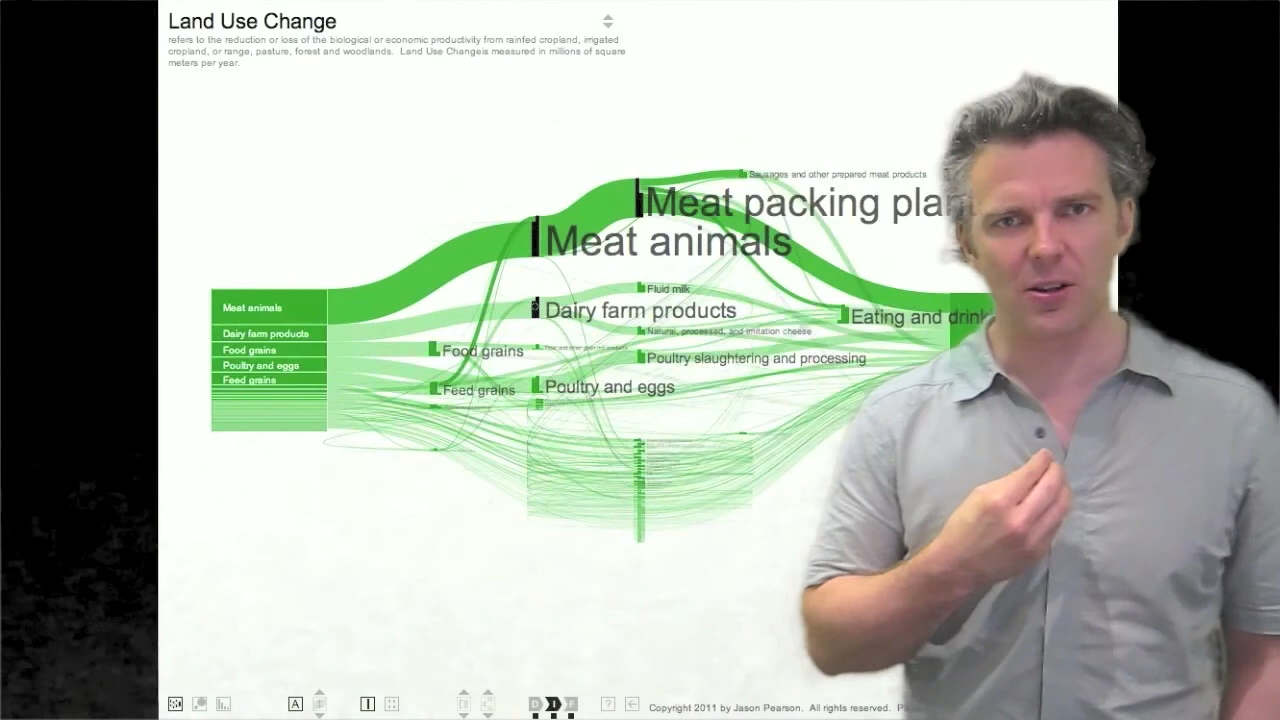 Land Use Change
refers to the reduction or loss of the biological or economic productivity from rainfed cropland, irrigated
cropland, or range, pasture, forest and woodlands. Land Use Changeis measured in millions of square
meters per year.
Sausages and other prepared meat products
Meat packing plan
Meat animals
Fluid milk
Meat animals
Dairy farm products
Eating and drink
Dairy farm products
Natural, processed, and imitation cheese
Food grains
Food grains
Poultry slaughtering and processing
Poultry and eggs
Feed grains
Feed grains
Poultry and eggs
A
D I F
?
Copyright 2011 by Jason Pearson. All rights reserved.